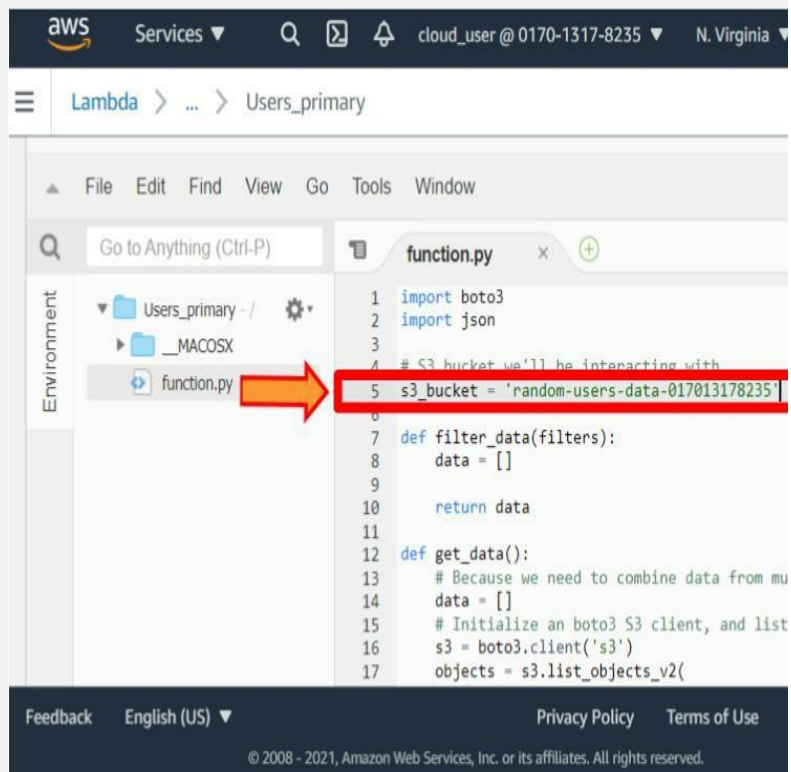 aws Services ▼ cloud_user @ 0170-1317-8235 ▼ N. Virginia ▼
Lambda > ... > Users_primary
File Edit Find View Go Tools Window
Go to Anything (Ctrl-P)
function.py × +
Environment
Users_primary - /
__MACOSX
function.py
1 import boto3
2 import json
3
4 # S3 bucket we'll be interacting with
5 s3_bucket = 'random-users-data-017013178235'
6
7 def filter_data(filters):
8 data = []
9
10 return data
11
12 def get_data():
13 # Because we need to combine data from mu
14 data = []
15 # Initialize an boto3 S3 client, and list
16 s3 = boto3.client('s3')
17 objects = s3.list_objects_v2(
Feedback English (US) ▼ Privacy Policy Terms of Use
© 2008 - 2021, Amazon Web Services, Inc. or its affiliates. All rights reserved.